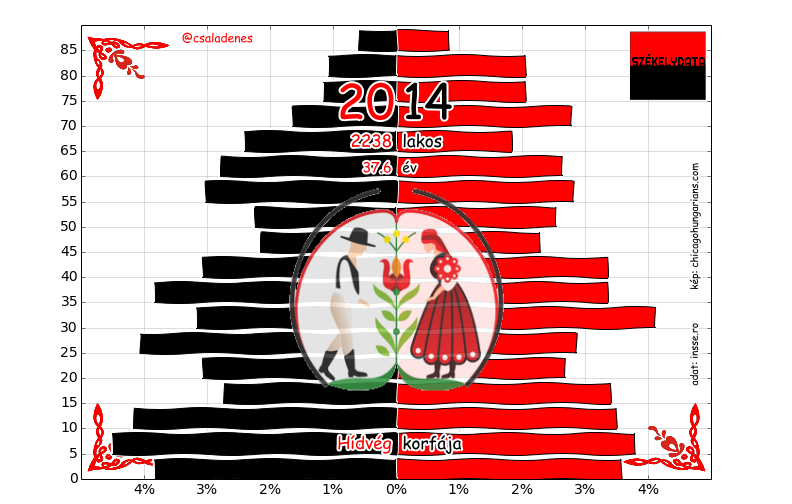 @csaladenes
SZÉKELYDATA
2014
2238 lakos
37.6 év
kép: chicagohungarians.com
adat: insse.ro
Hídvég korfája
85
80
75
70
65
60
55
50
45
40
35
30
25
20
15
10
5
0
4% 3% 2% 1% 0% 1% 2% 3% 4%